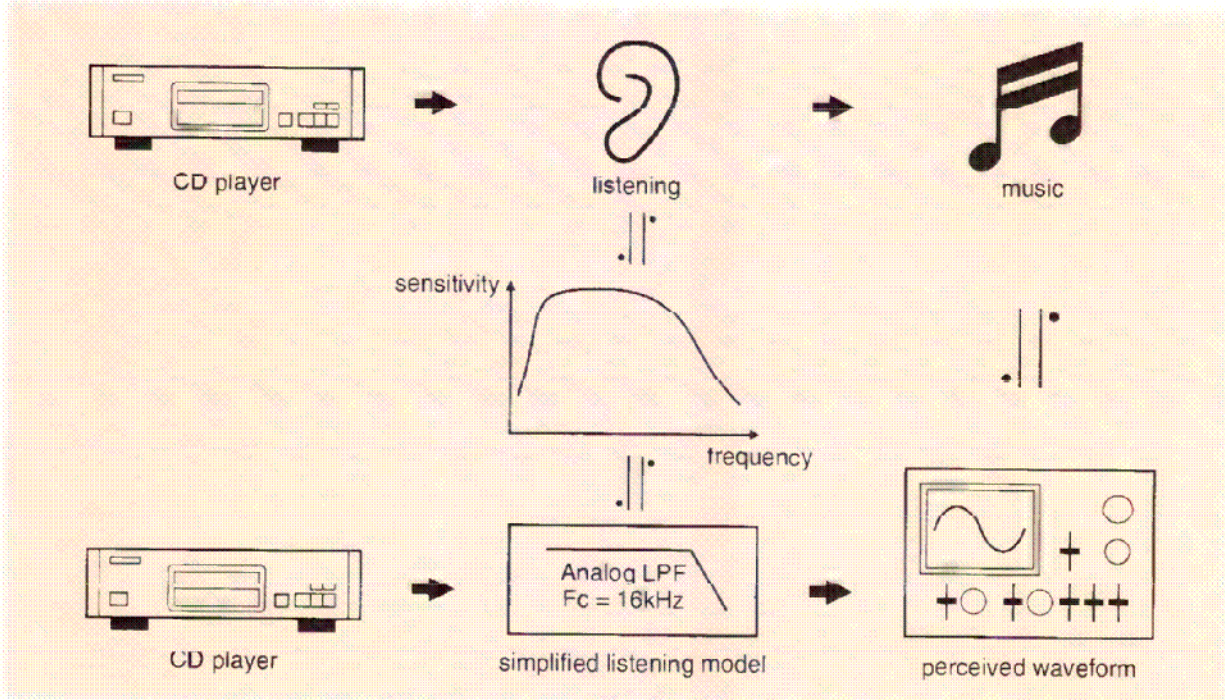 CD player
listening
music
sensitivity
frequency
Analog LPF
Fc = 16kHz
CD player
simplified listening model
perceived waveform